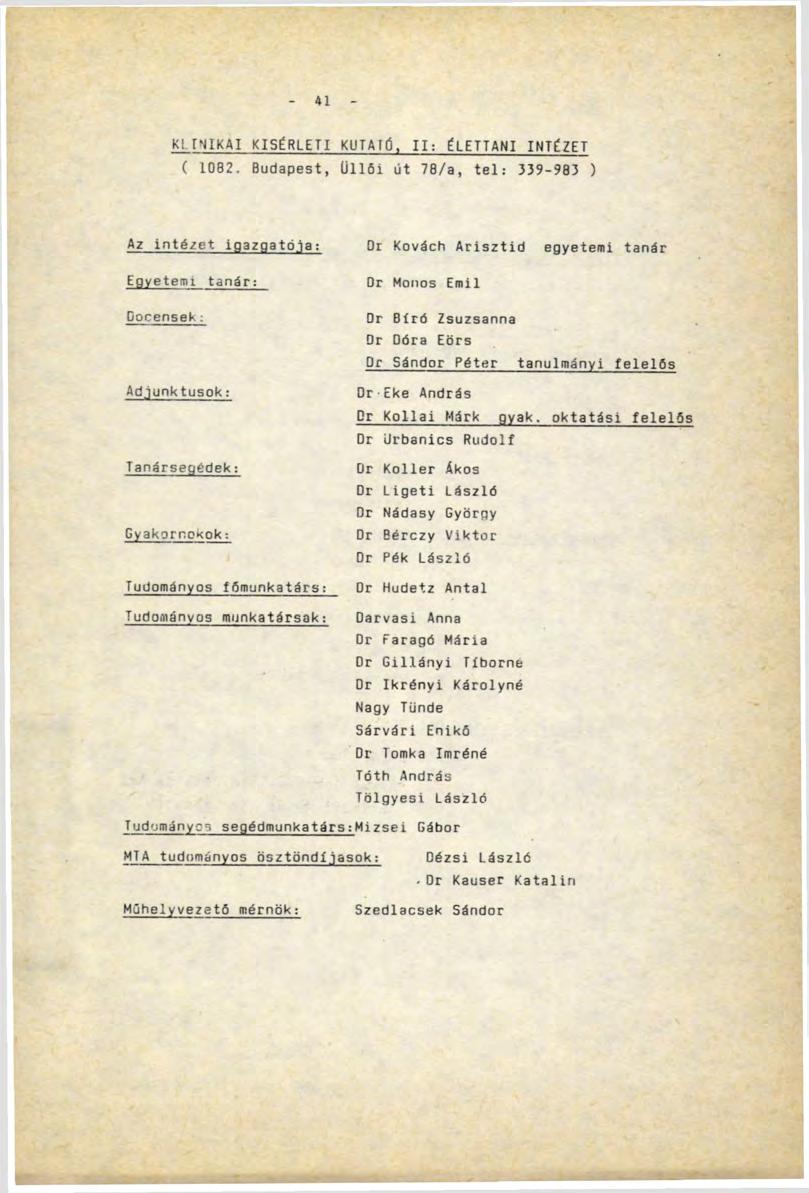 - 41 -
KLINIKAI KISÉRLETI KUTATÓ, II: ÉLETTANI INTÉZET
( 1082. Budapest, Üllői út 78/a, tel: 339-983 )
Az intézet igazgatója: Dr Kovách Arisztid egyetemi tanár
Egyetemi tanár: Dr Monos Emil
Docensek: Dr Bíró Zsuzsanna
Dr Dóra Eörs
Dr Sándor Péter tanulmányi felelős
Adjunktusok: Dr Eke András
Dr Kollai Márk gyak. oktatási felelős
Dr Urbanics Rudolf
Tanársegédek: Dr Koller Ákos
Dr Ligeti László
Dr Nádasy György
Gyakornokok: Dr Bérczy Viktor
Dr Pék László
Tudományos főmunkatárs: Dr Hudetz Antal
Tudományos munkatársak: Darvasi Anna
Dr Faragó Mária
Dr Gillányi Tíborné
Dr Ikrényi Károlyné
Nagy Tünde
Sárvári Enikő
Dr Tomka Imréné
Tóth András
Tölgyesi László
Tudományos segédmunkatárs:Mizsei Gábor
MTA tudományos ösztöndíjasok: Dézsi László
Dr Kauser Katalin
Műhelyvezető mérnök: Szedlacsek Sándor